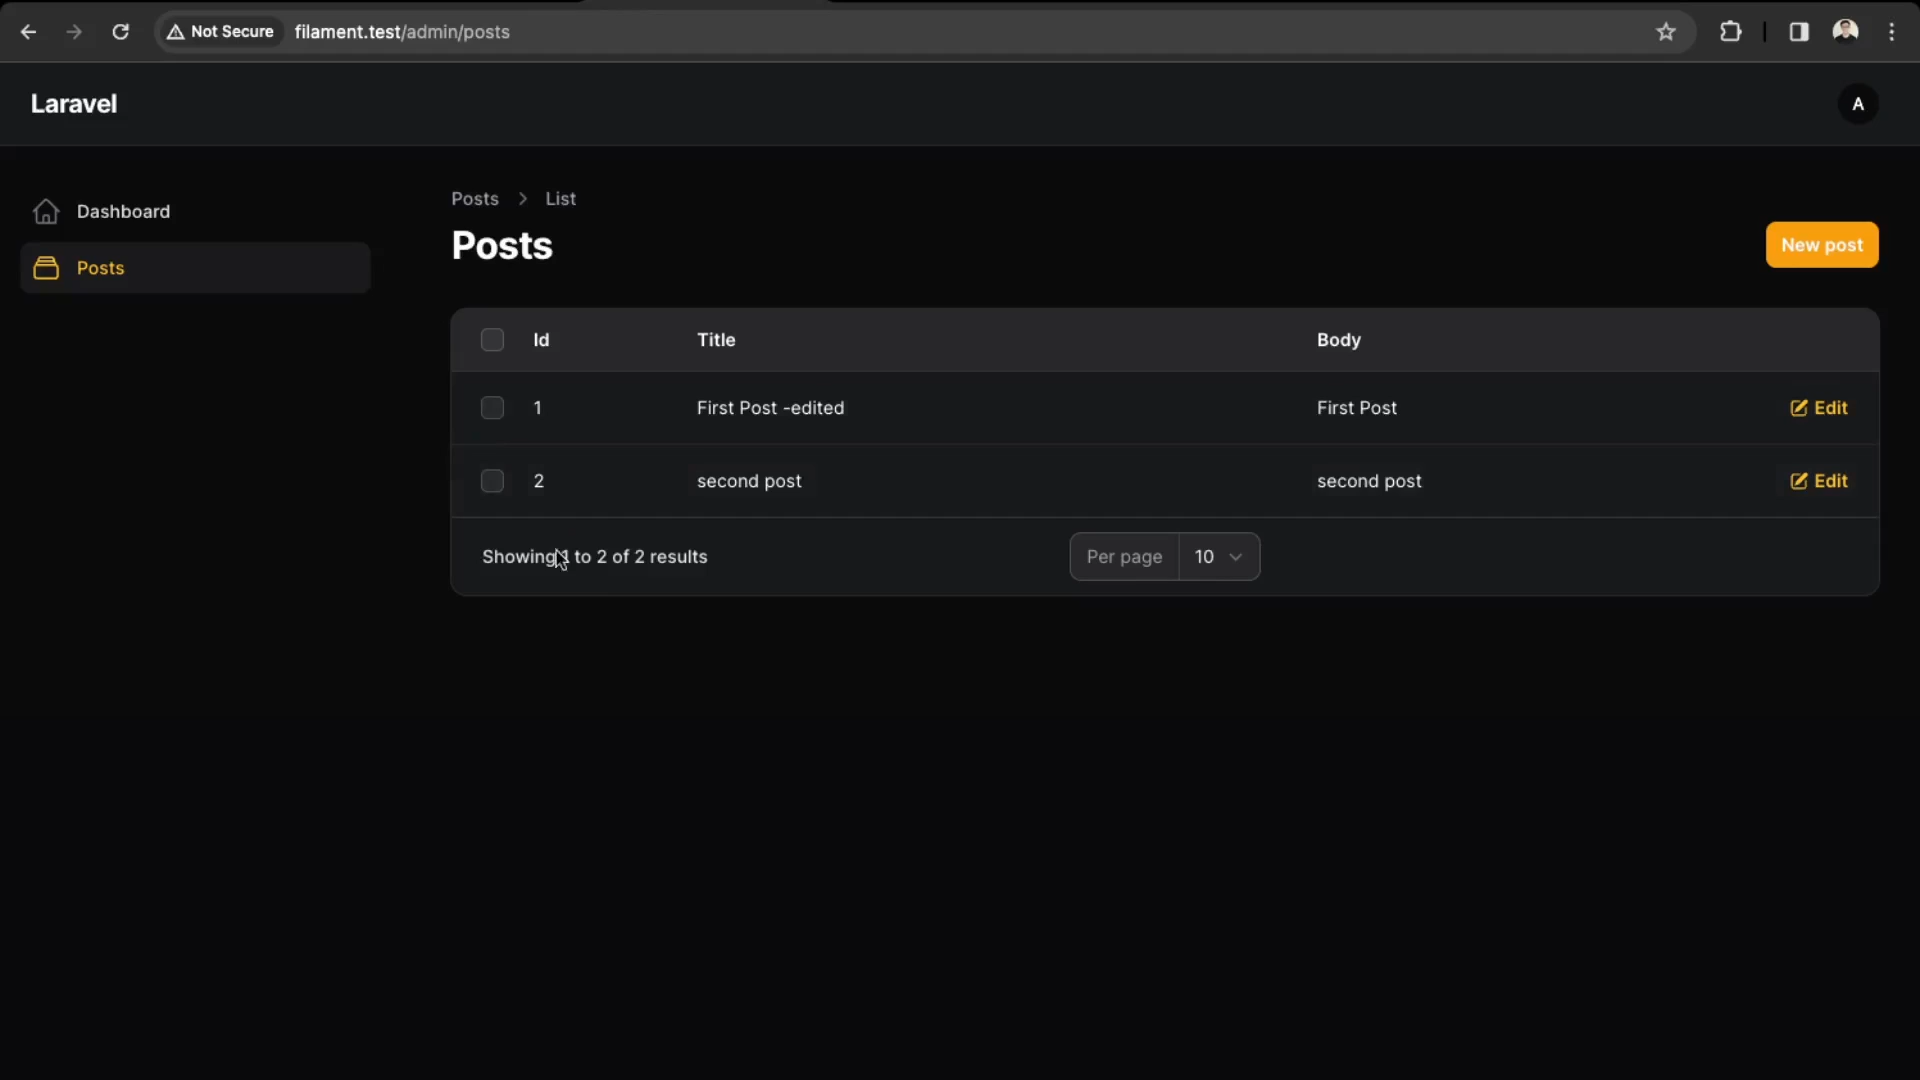 Not Secure filament.test/admin/posts
Laravel
A
Dashboard
Posts
Posts > List
Posts
New post
Id Title Body
1 First Post -edited First Post Edit
2 second post second post Edit
Showing 1 to 2 of 2 results Per page 10